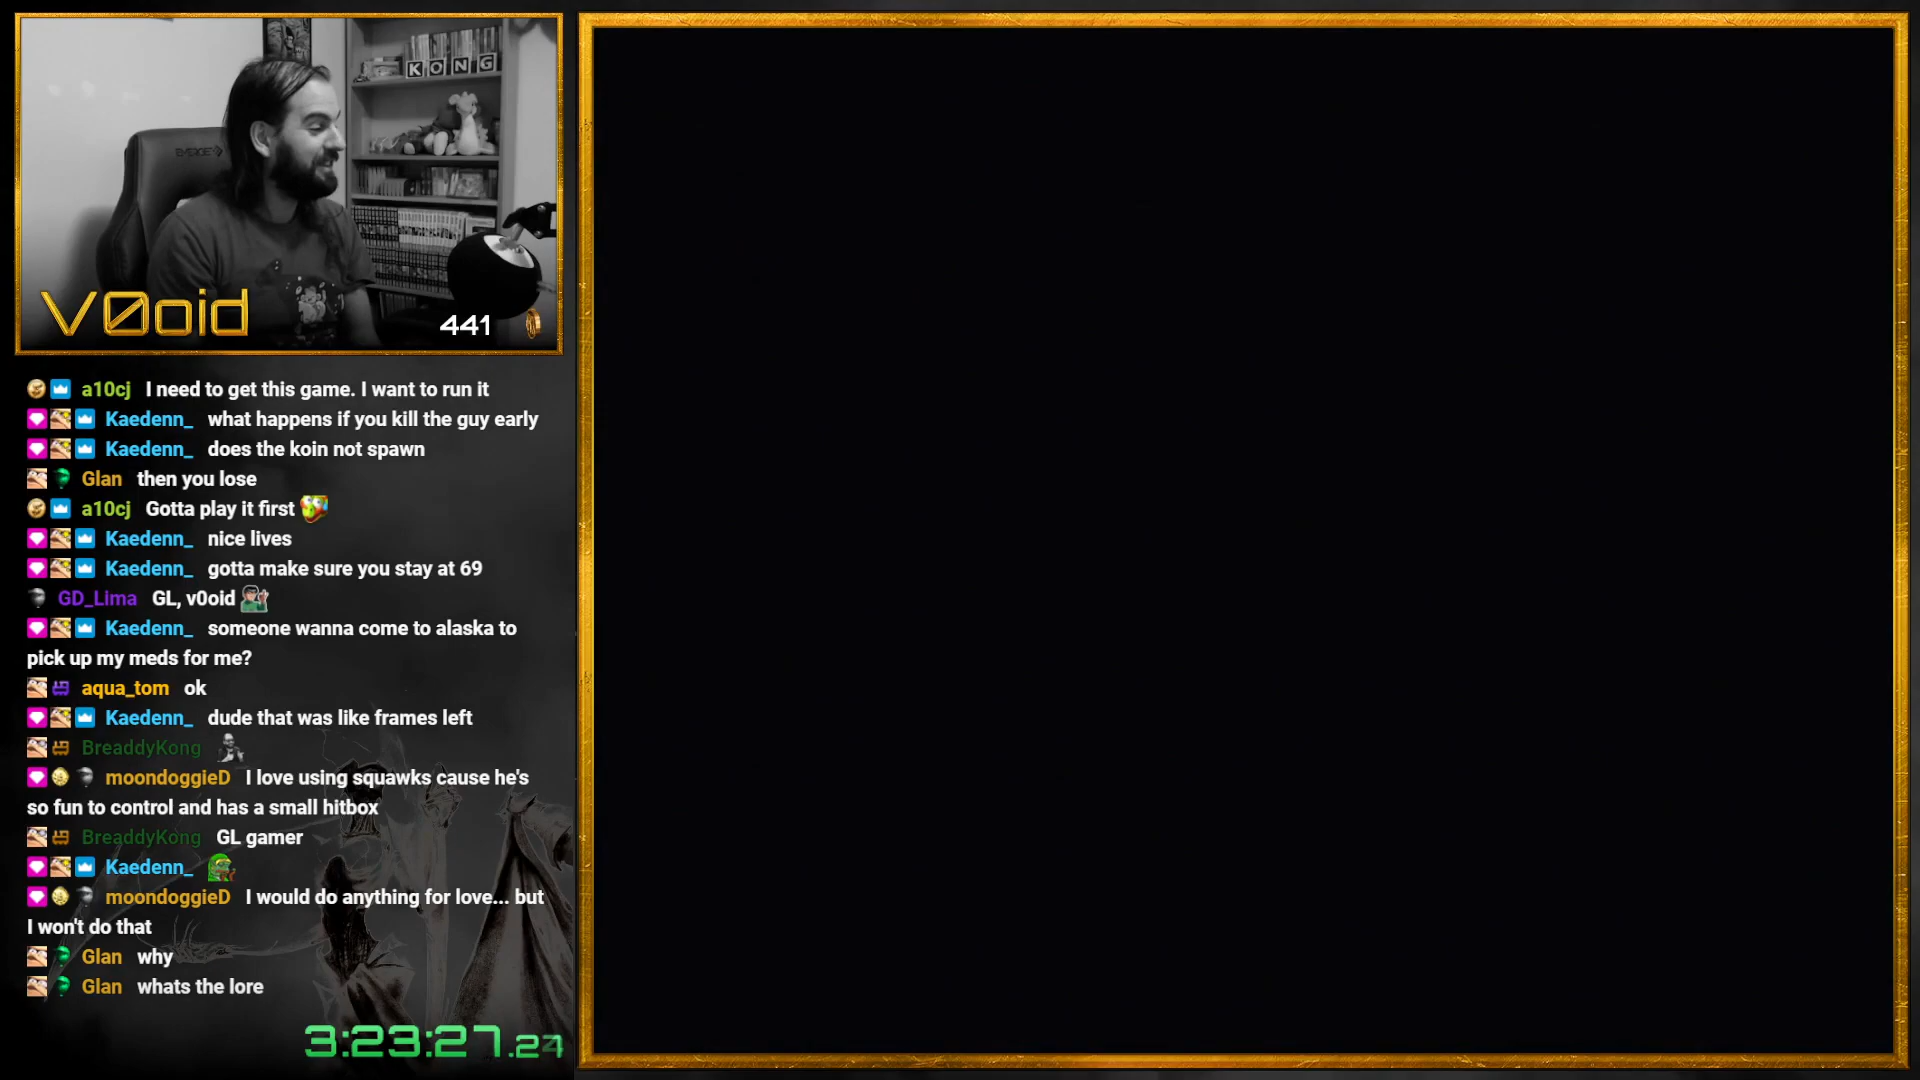 KONG
V0oid
441
a10cj I need to get this game. I want to run it
Kaedenn_ what happens if you kill the guy early
Kaedenn_ does the koin not spawn
Glan then you lose
a10cj Gotta play it first
Kaedenn_ nice lives
Kaedenn_ gotta make sure you stay at 69
GD_Lima GL, v0oid
Kaedenn_ someone wanna come to alaska to
pick up my meds for me?
aqua_tom ok
Kaedenn_ dude that was like frames left
BreaddyKong
moondoggieD I love using squawks cause he's
so fun to control and has a small hitbox
BreaddyKong GL gamer
Kaedenn_
moondoggieD I would do anything for love... but
I won't do that
Glan why
Glan whats the lore
3:23:27.24